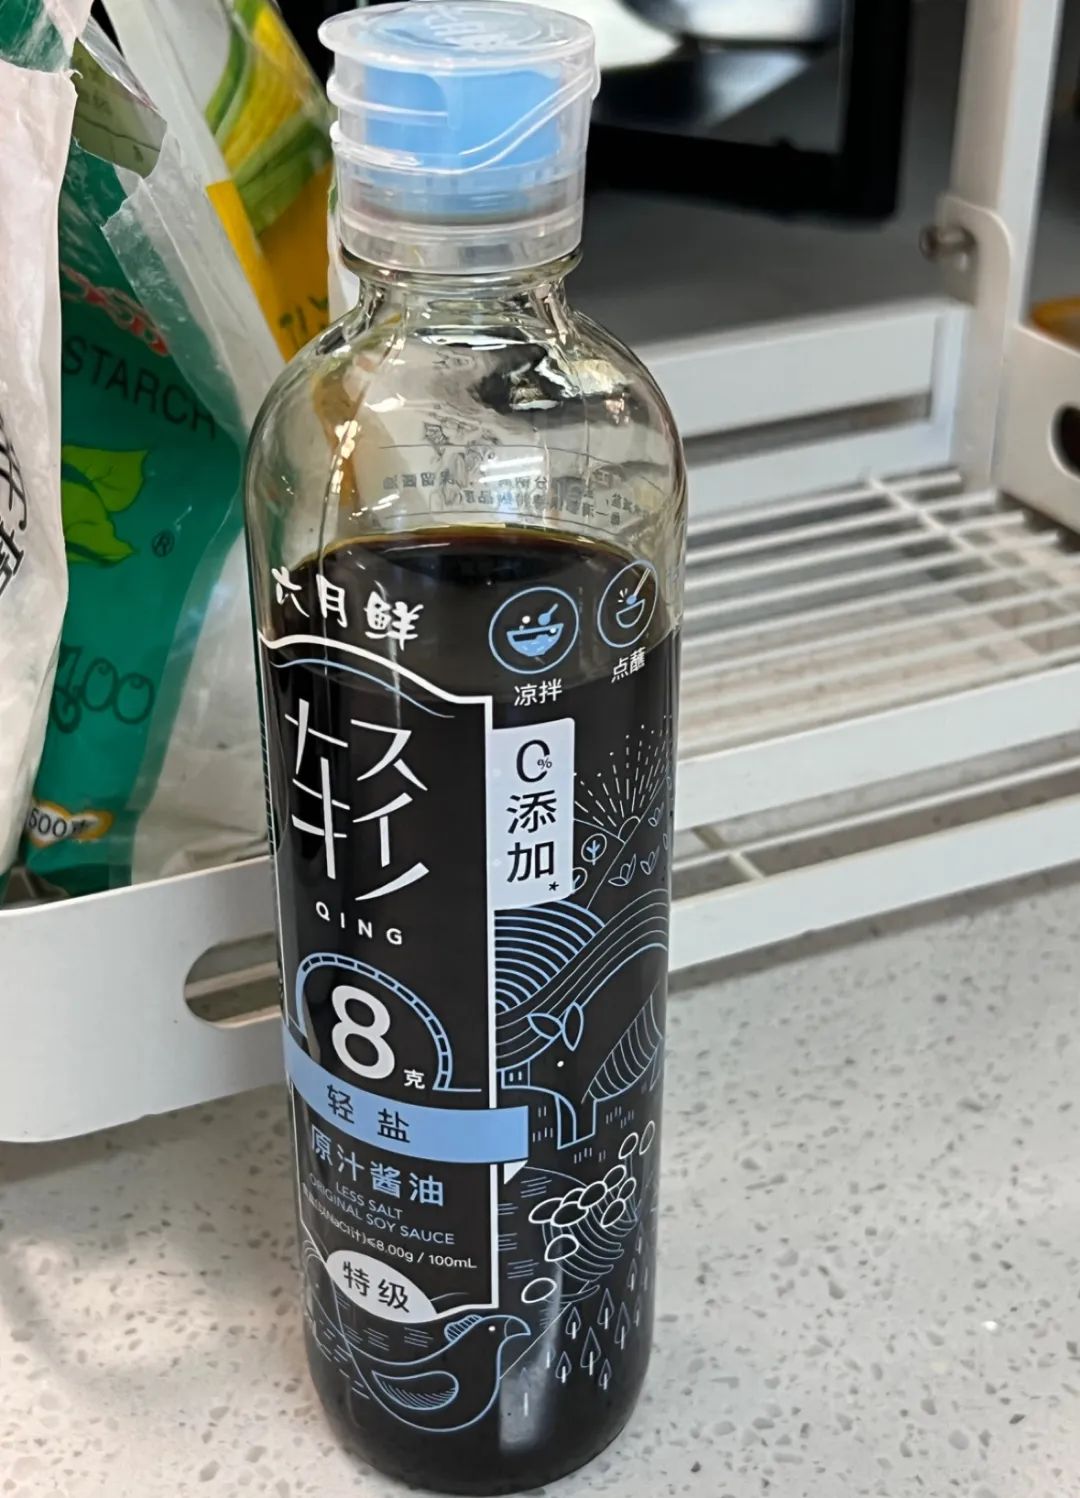 STARCH
®
六月鲜
凉拌
点蘸
轻
0%
添
加*
QING
8克
轻盐
原汁酱油
LESS SALT
ORIGINAL SOY SAUCE
≤8.00g / 100mL
特级